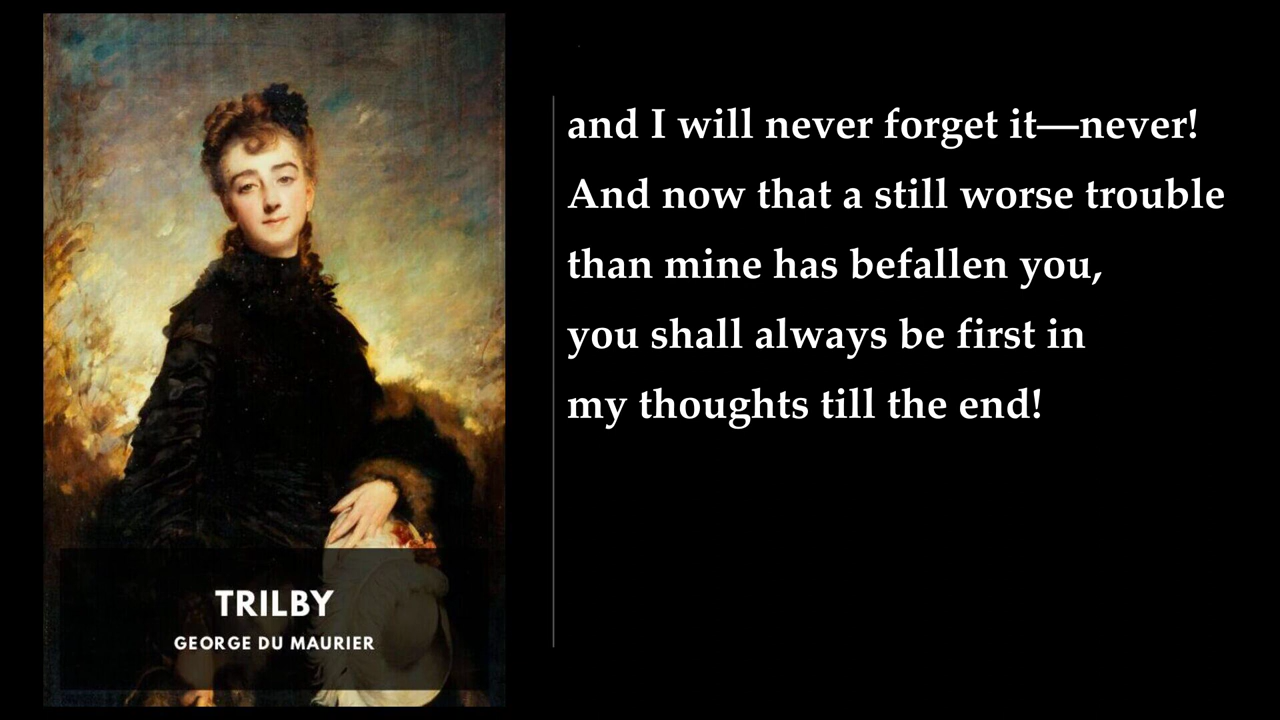 and I will never forget it—never!
And now that a still worse trouble
than mine has befallen you,
you shall always be first in
my thoughts till the end!
TRILBY
GEORGE DU MAURIER